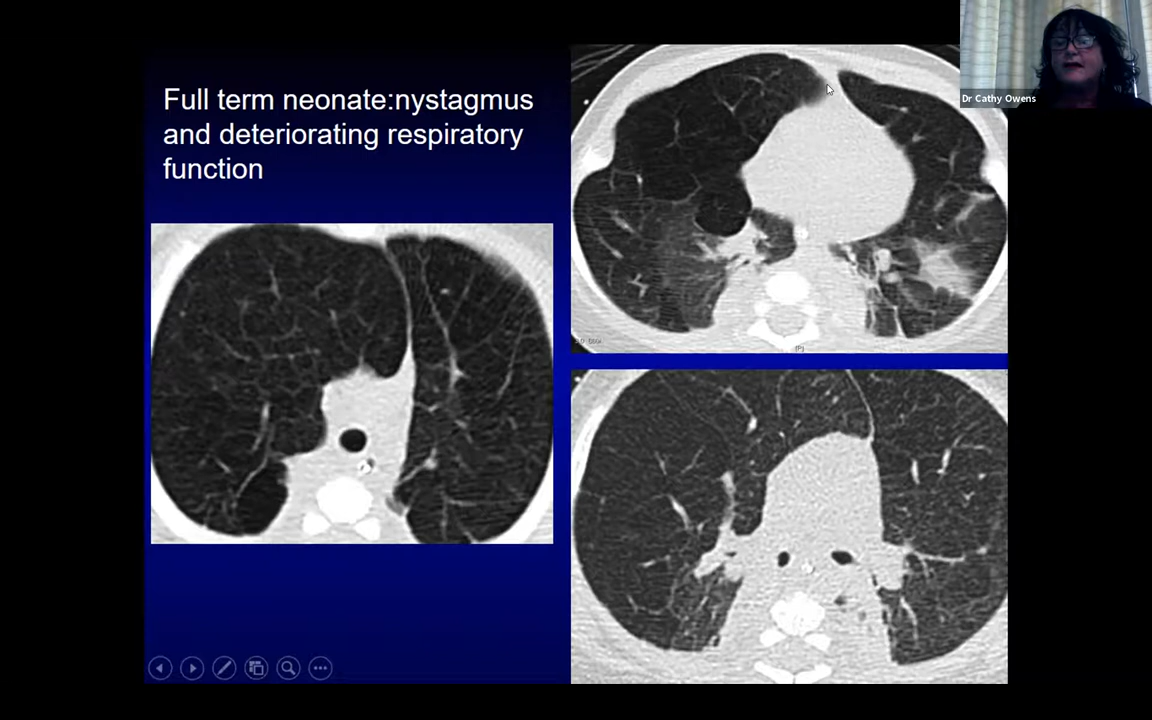 Full term neonate:nystagmus
and deteriorating respiratory
function
Dr Cathy Owens
[P]